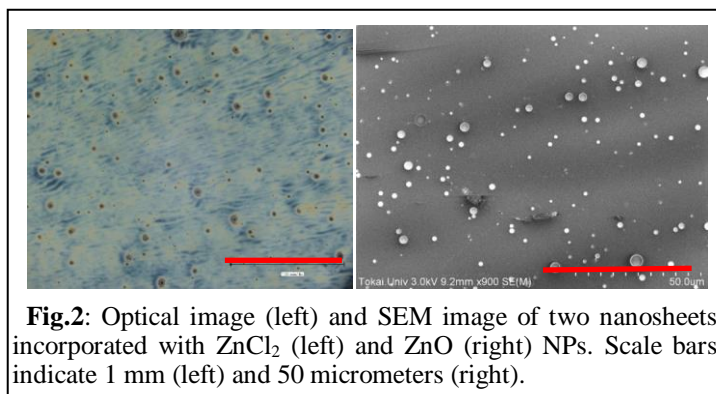 Tokai.Univ 3.0kV 9.2mm x900 SE(M)
50.0um
Fig.2: Optical image (left) and SEM image of two nanosheets
incorporated with ZnCl₂ (left) and ZnO (right) NPs. Scale bars
indicate 1 mm (left) and 50 micrometers (right).